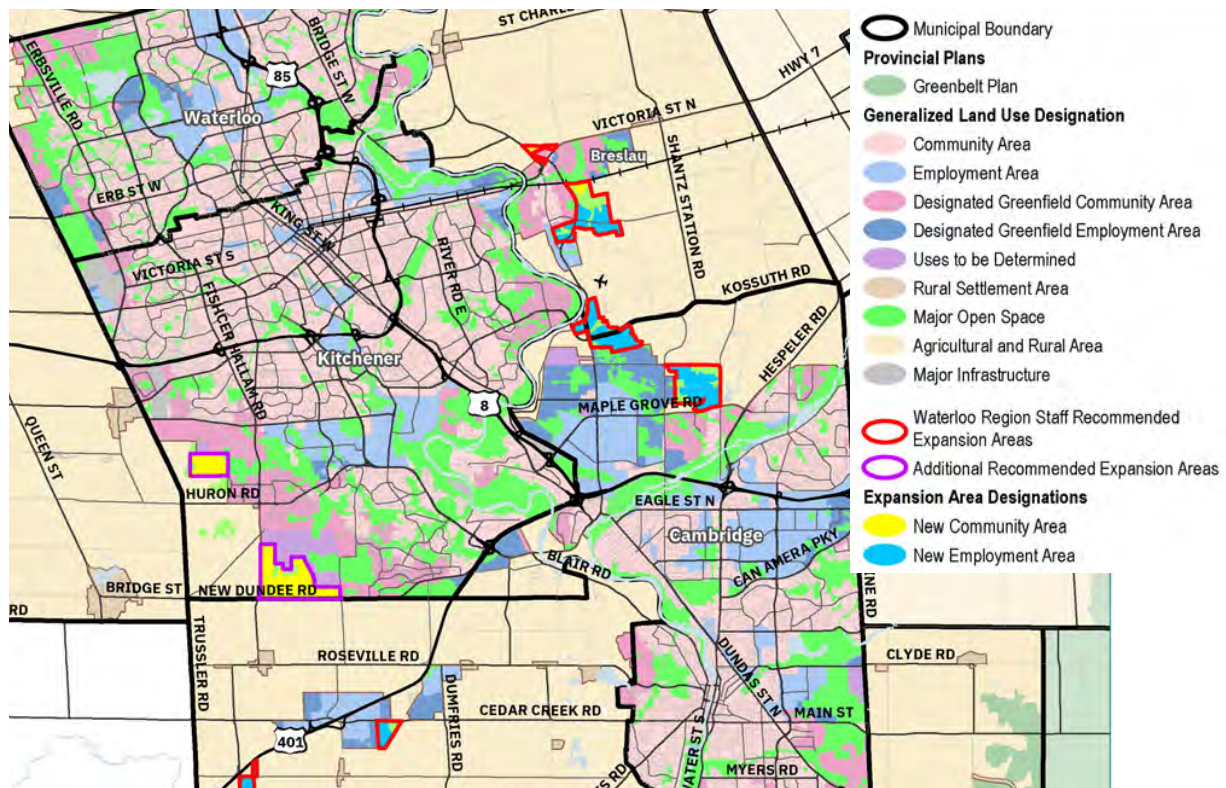 ST CHARLE
HWY 7
ERBSVILLE RD
BRIDGE ST W
85
Waterloo
VICTORIA ST N
Breslau
SHANTZ STATION RD
ERB ST W
KING ST W
VICTORIA ST S
RIVER RD E
KOSSUTH RD
FISHCER HALLAM RD
Kitchener
HESPELER RD
8
MAPLE GROVE RD
QUEEN ST
HURON RD
EAGLE ST N
Cambridge
CAN AMERA PKY
BLAIR RD
BRIDGE ST
NEW DUNDEE RD
RD
TRUSSLER RD
ROSEVILLE RD
DUNDAS ST N
CLYDE RD
INE RD
DUMFRIES RD
CEDAR CREEK RD
MAIN ST
401
WATER ST S
MYERS RD
ES RD
Municipal Boundary
Provincial Plans
Greenbelt Plan
Generalized Land Use Designation
Community Area
Employment Area
Designated Greenfield Community Area
Designated Greenfield Employment Area
Uses to be Determined
Rural Settlement Area
Major Open Space
Agricultural and Rural Area
Major Infrastructure
Waterloo Region Staff Recommended
Expansion Areas
Additional Recommended Expansion Areas
Expansion Area Designations
New Community Area
New Employment Area